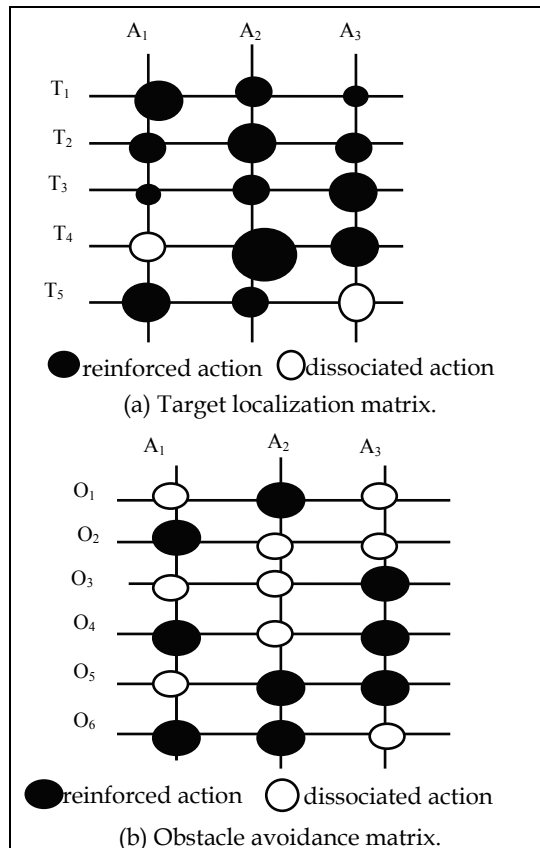 A₁ A₂ A₃
T₁
T₂
T₃
T₄
T₅
reinforced action dissociated action
(a) Target localization matrix.
A₁ A₂ A₃
O₁
O₂
O₃
O₄
O₅
O₆
reinforced action dissociated action
(b) Obstacle avoidance matrix.